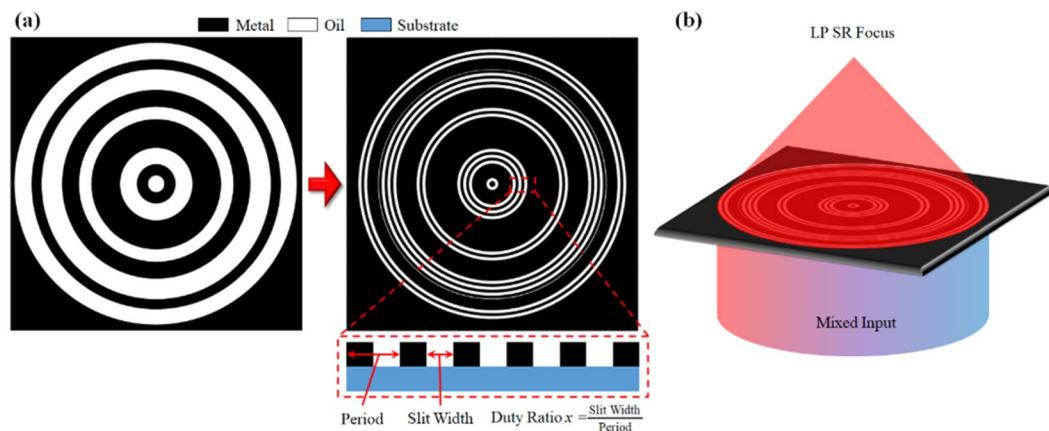 (a)
Metal Oil Substrate
Period Slit Width Duty Ratio x = Slit Width / Period
(b)
LP SR Focus
Mixed Input